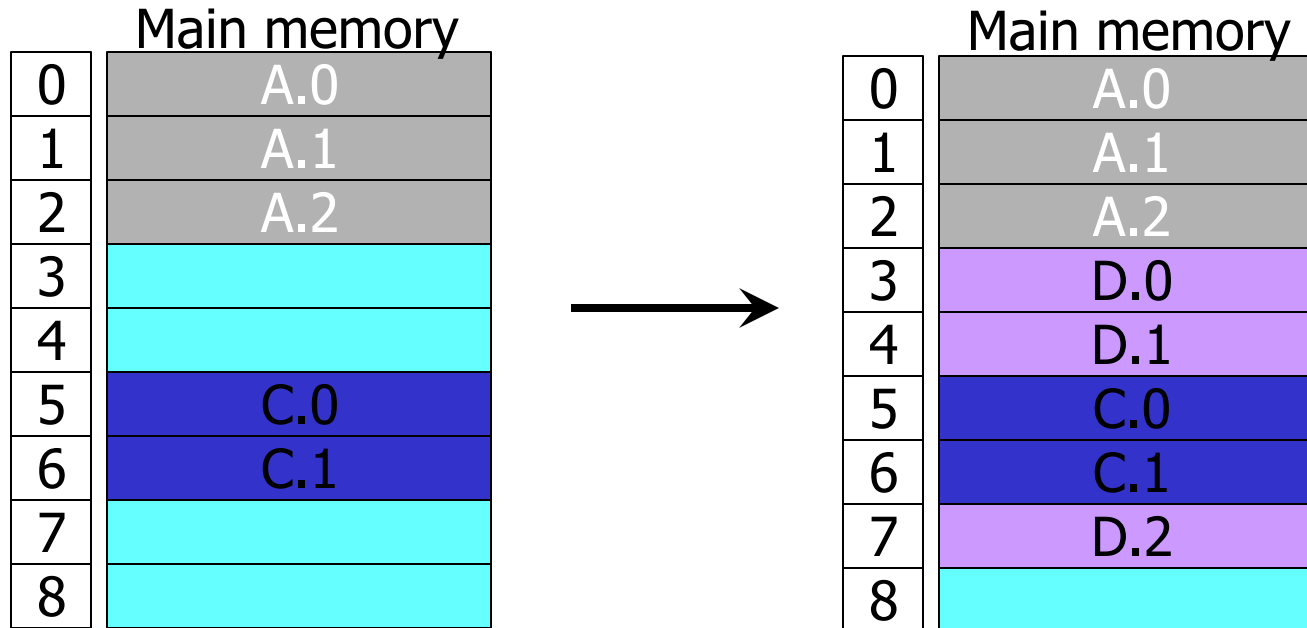 Main memory
0 A.0
1 A.1
2 A.2
3
4
5 C.0
6 C.1
7
8
Main memory
0 A.0
1 A.1
2 A.2
3 D.0
4 D.1
5 C.0
6 C.1
7 D.2
8